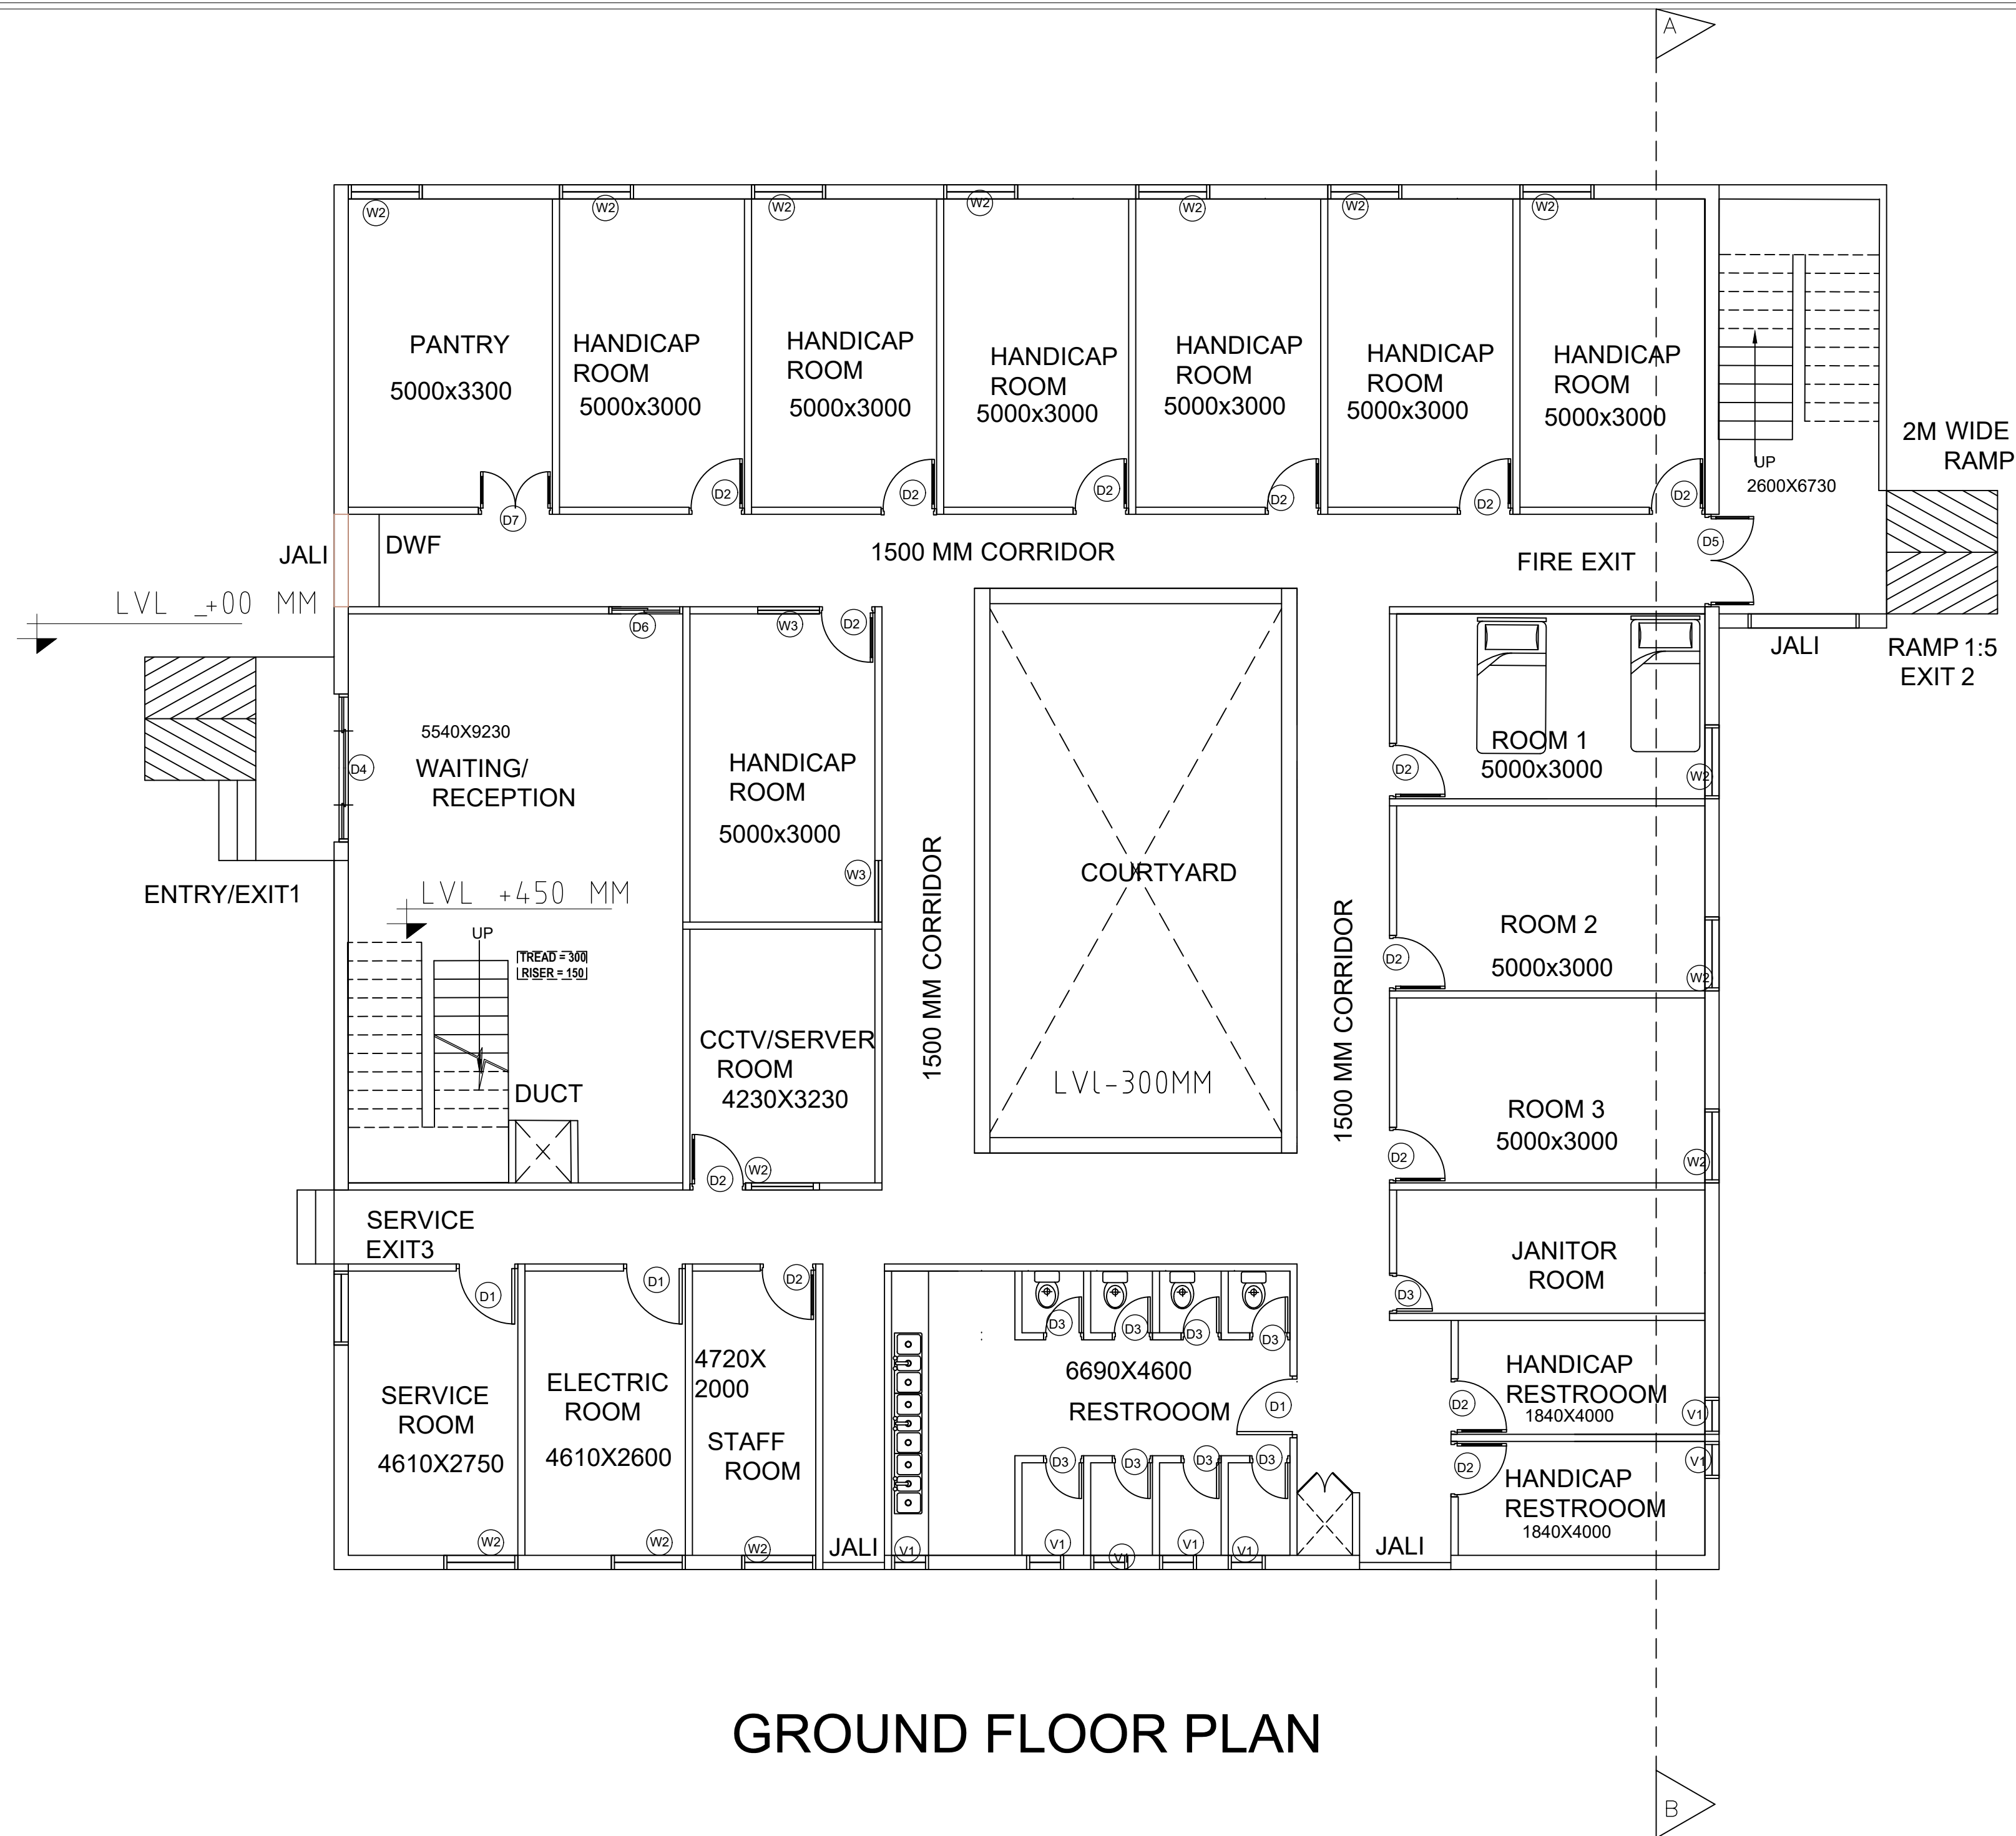 A
W2
W2
W2
W2
W2
W2
W2
PANTRY
5000x3300
HANDICAP
ROOM
5000x3000
HANDICAP
ROOM
5000x3000
HANDICAP
ROOM
5000x3000
HANDICAP
ROOM
5000x3000
HANDICAP
ROOM
5000x3000
HANDICAP
ROOM
5000x3000
2M WIDE
RAMP
UP
2600X6730
D7
D2
D2
D2
D2
D2
D2
D5
JALI
DWF
1500 MM CORRIDOR
FIRE EXIT
LVL _+00 MM
D6
W3
D2
JALI
RAMP 1:5
EXIT 2
5540X9230
WAITING/
RECEPTION
D4
HANDICAP
ROOM
5000x3000
W3
ROOM 1
5000x3000
D2
W2
ENTRY/EXIT1
LVL +450 MM
UP
TREAD = 300
RISER = 150
1500 MM CORRIDOR
COURTYARD
LVl-300MM
1500 MM CORRIDOR
ROOM 2
5000x3000
D2
W2
CCTV/SERVER
ROOM
4230X3230
DUCT
D2
W2
ROOM 3
5000x3000
D2
W2
SERVICE
EXIT3
JANITOR
ROOM
D3
D1
D1
D2
D3
D3
D3
D3
SERVICE
ROOM
4610X2750
ELECTRIC
ROOM
4610X2600
4720X
2000
STAFF
ROOM
6690X4600
RESTROOOM
D1
D2
HANDICAP
RESTROOOM
1840X4000
V1
D3
D3
D3
D3
D2
HANDICAP
RESTROOOM
1840X4000
V1
W2
W2
W2
JALI
V1
V1
V1
V1
V1
JALI
GROUND FLOOR PLAN
B